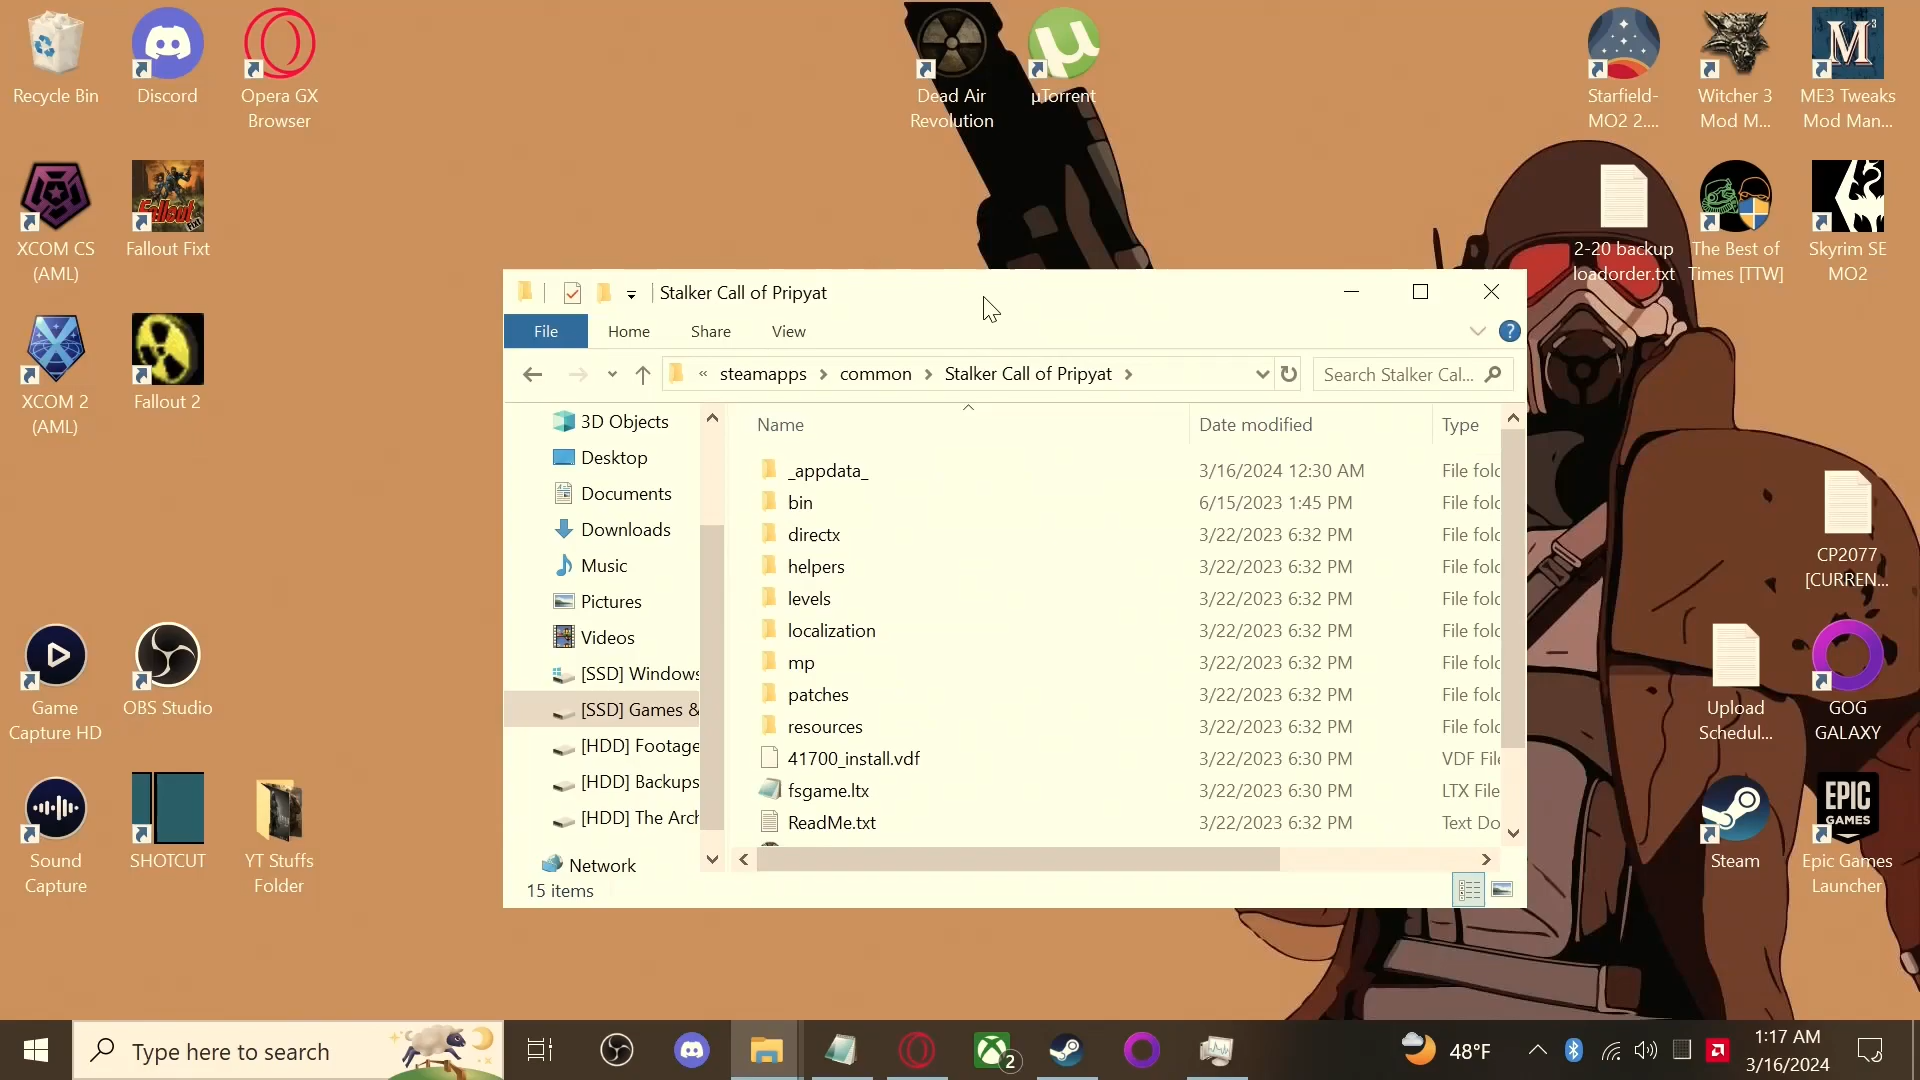 Recycle Bin
Discord
Opera GX
Browser
Dead Air
Revolution
µTorrent
Starfield-
MO2 2....
Witcher 3
Mod M...
M3
ME3 Tweaks
Mod Man...
XCOM CS
(AML)
Fallout Fixt
2-20 backup
loadorder.txt
The Best of
Times [TTW]
Skyrim SE
MO2
XCOM 2
(AML)
Fallout 2
Stalker Call of Pripyat
File
Home
Share
View
?
« steamapps > common > Stalker Call of Pripyat >
Search Stalker Cal...
3D Objects
Desktop
Documents
Downloads
Music
Pictures
Videos
[SSD] Windows
[SSD] Games &
[HDD] Footage
[HDD] Backups
[HDD] The Arch
Network
Name Date modified Type
_appdata_ 3/16/2024 12:30 AM File folc
bin 6/15/2023 1:45 PM File folc
directx 3/22/2023 6:32 PM File folc
helpers 3/22/2023 6:32 PM File folc
levels 3/22/2023 6:32 PM File folc
localization 3/22/2023 6:32 PM File folc
mp 3/22/2023 6:32 PM File folc
patches 3/22/2023 6:32 PM File folc
resources 3/22/2023 6:32 PM File folc
41700_install.vdf 3/22/2023 6:30 PM VDF File
fsgame.ltx 3/22/2023 6:30 PM LTX File
ReadMe.txt 3/22/2023 6:32 PM Text Do
15 items
CP2077
[CURREN...
Game
Capture HD
OBS Studio
Upload
Schedul...
GOG
GALAXY
Sound
Capture
SHOTCUT
YT Stuffs
Folder
Steam
EPIC
GAMES
Epic Games
Launcher
Type here to search
2
48°F
1:17 AM
3/16/2024